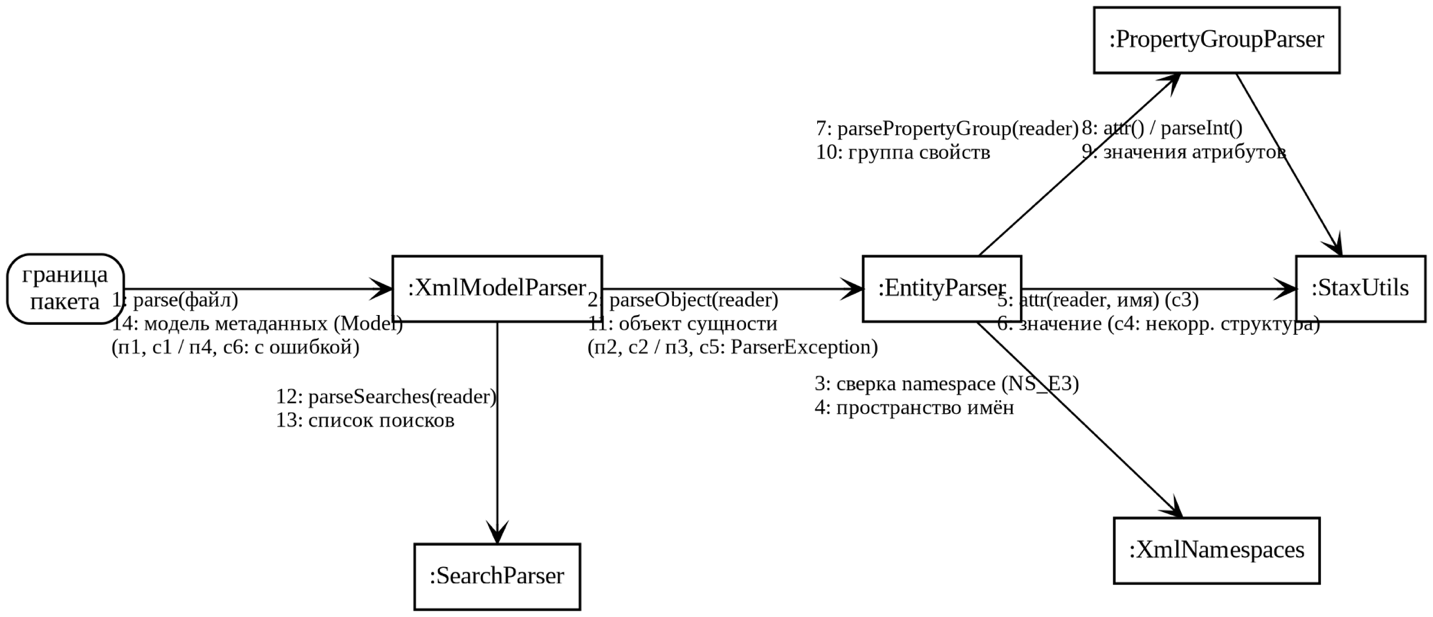 :PropertyGroupParser
7: parsePropertyGroup(reader)
10: группа свойств
8: attr() / parseInt()
9: значения атрибутов
граница
пакета
:XmlModelParser
:EntityParser
:StaxUtils
1: parse(файл)
14: модель метаданных (Model)
(п1, с1 / п4, с6: с ошибкой)
2: parseObject(reader)
11: объект сущности
(п2, с2 / п3, с5: ParserException)
5: attr(reader, имя) (с3)
6: значение (с4: некорр. структура)
12: parseSearches(reader)
13: список поисков
3: сверка namespace (NS_E3)
4: пространство имён
:SearchParser
:XmlNamespaces